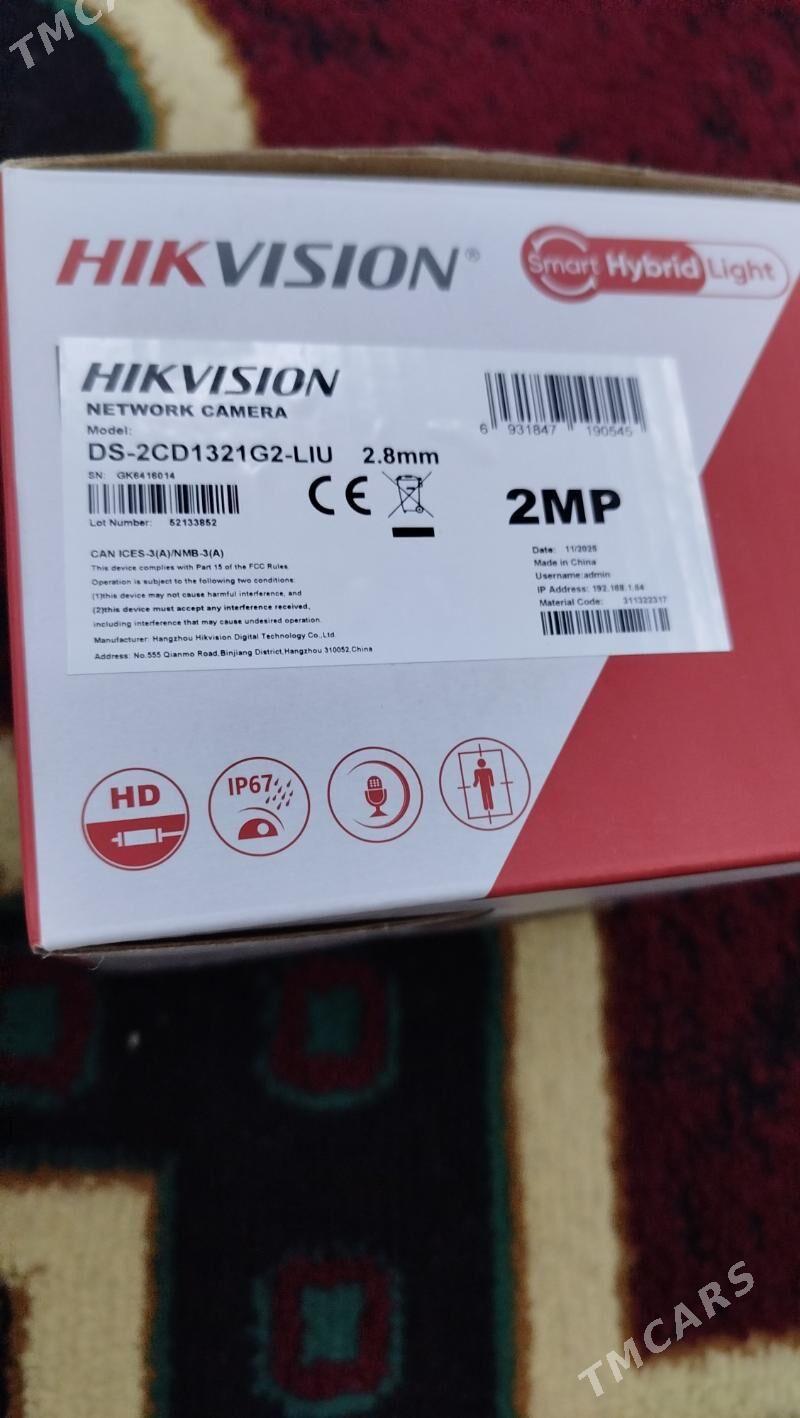 TMCA
HIKVISION®
Smart Hybrid Light
HIKVISION
NETWORK CAMERA
Model:
DS-2CD1321G2-LIU 2.8mm
SN: GK6416014
Lot Number: 52133852
6 931847 190545
2MP
CE
CAN ICES-3(A)/NMB-3(A)
This device complies with Part 15 of the FCC Rules.
Operation is subject to the following two conditions:
(1)this device may not cause harmful interference, and
(2)this device must accept any interference received,
including interference that may cause undesired operation.
Manufacturer: Hangzhou Hikvision Digital Technology Co.,Ltd.
Address: No.555 Qianmo Road,Binjiang District,Hangzhou 310052,China
Date: 11/2025
Made in China
Username:admin
IP Address: 192.168.1.64
Material Code: 311322317
HD
IP67
TMCARS